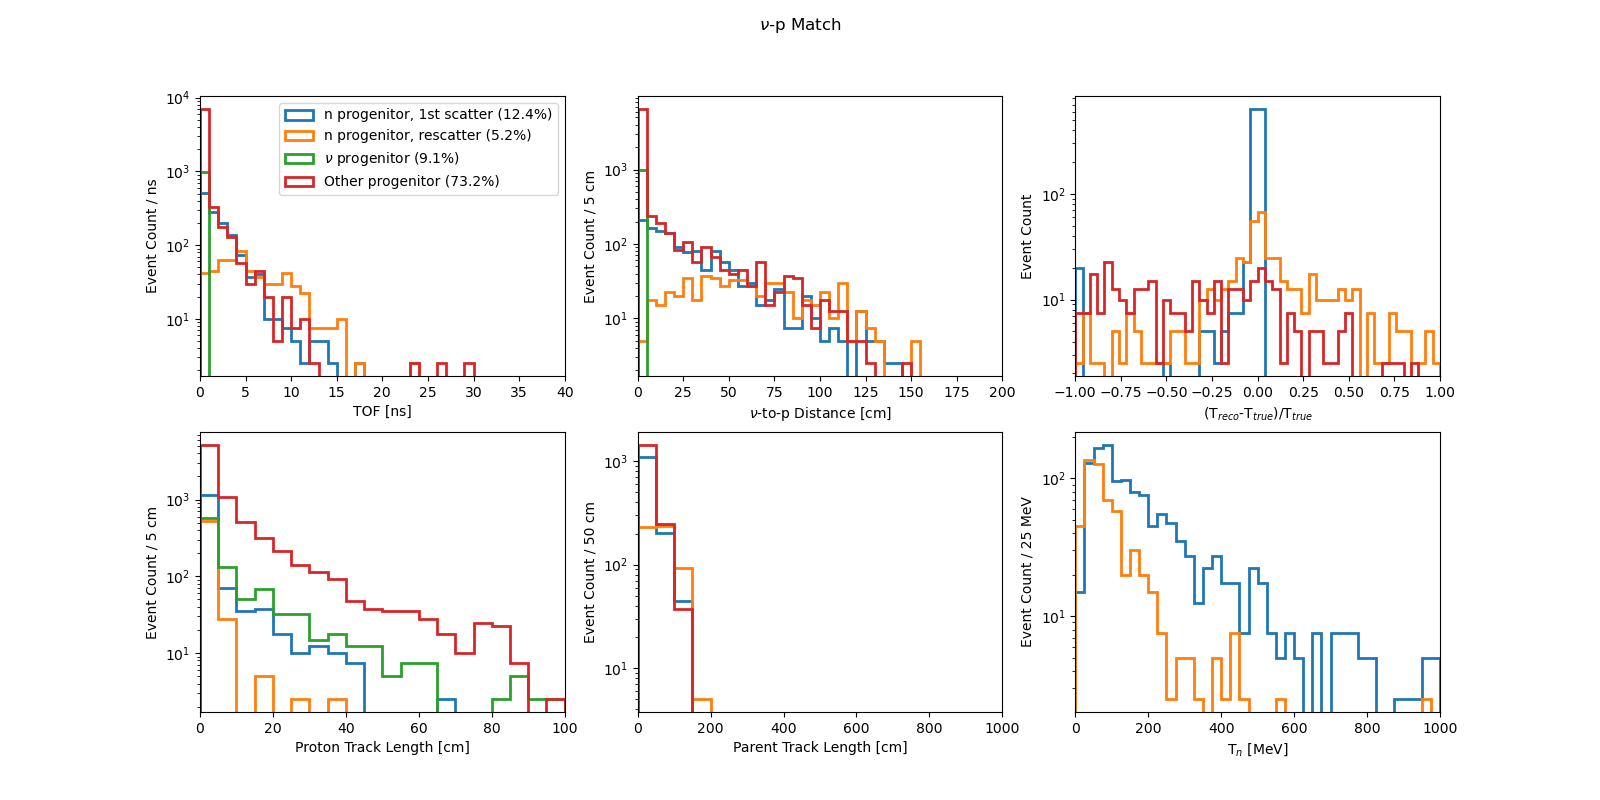 ν-p Match
10⁴
10³
10²
10¹
Event Count / ns
n progenitor, 1st scatter (12.4%)
n progenitor, rescatter (5.2%)
ν progenitor (9.1%)
Other progenitor (73.2%)
0 5 10 15 20 25 30 35 40
TOF [ns]
10³
10²
10¹
Event Count / 5 cm
0 25 50 75 100 125 150 175 200
ν-to-p Distance [cm]
10²
10¹
Event Count
−1.00 −0.75 −0.50 −0.25 0.00 0.25 0.50 0.75 1.00
(T_reco-T_true)/T_true
10³
10²
10¹
Event Count / 5 cm
0 20 40 60 80 100
Proton Track Length [cm]
10³
10²
10¹
Event Count / 50 cm
0 200 400 600 800 1000
Parent Track Length [cm]
10²
10¹
Event Count / 25 MeV
0 200 400 600 800 1000
T_n [MeV]